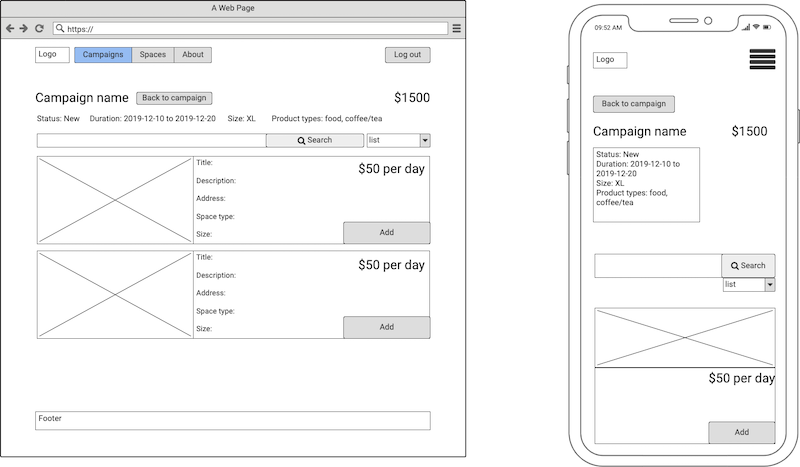 A Web Page
https://
Logo
Campaigns
Spaces
About
Log out
Campaign name
Back to campaign
$1500
Status: New
Duration: 2019-12-10 to 2019-12-20
Size: XL
Product types: food, coffee/tea
Search
list
Title:
$50 per day
Description:
Address:
Space type:
Size:
Add
Title:
$50 per day
Description:
Address:
Space type:
Size:
Add
Footer
09:52 AM
Logo
Back to campaign
Campaign name
$1500
Status: New
Duration: 2019-12-10 to
2019-12-20
Size: XL
Product types: food,
coffee/tea
Search
list
$50 per day
Add